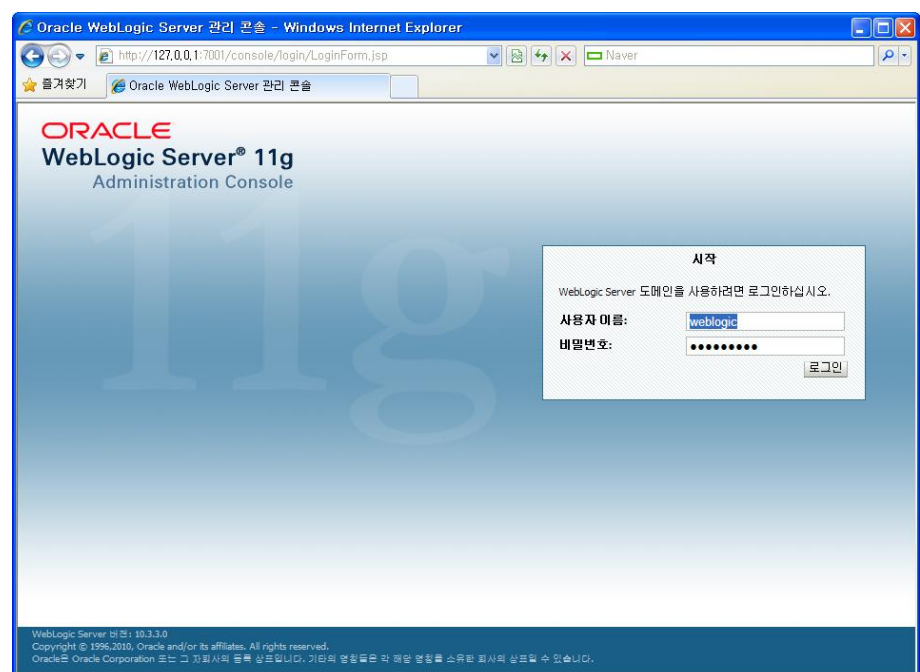 Oracle WebLogic Server 관리 콘솔 - Windows Internet Explorer
http://127.0.0.1:7001/console/login/LoginForm.jsp
Naver
즐겨찾기
Oracle WebLogic Server 관리 콘솔
ORACLE
WebLogic Server® 11g
Administration Console
11g
시작
WebLogic Server 도메인을 사용하려면 로그인하십시오.
사용자 이름:
weblogic
비밀번호:
●●●●●●●●●
로그인
WebLogic Server 버전: 10.3.3.0
Copyright © 1996,2010, Oracle and/or its affiliates. All rights reserved.
Oracle은 Oracle Corporation 또는 그 자회사의 등록 상표입니다. 기타의 명칭들은 각 해당 명칭을 소유한 회사의 상표일 수 있습니다.